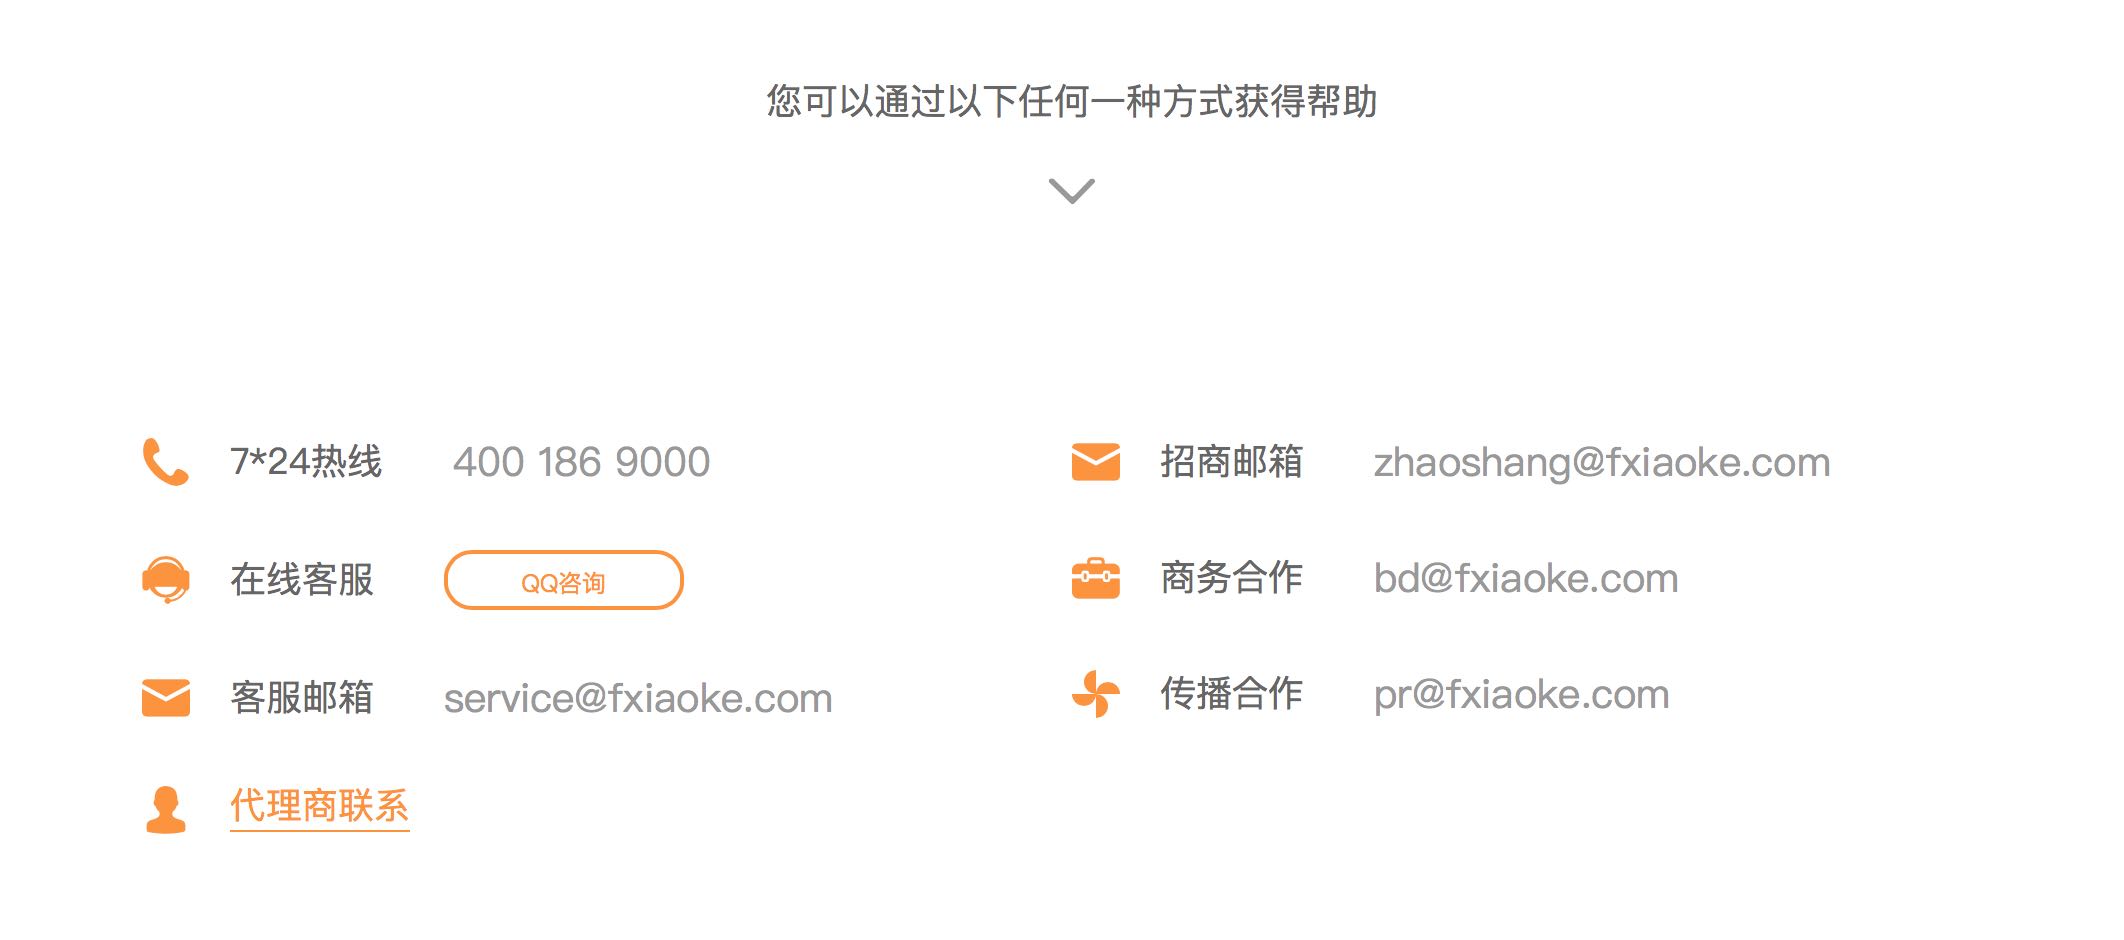 您可以通过以下任何一种方式获得帮助
7*24热线 400 186 9000
在线客服 QQ咨询
客服邮箱 service@fxiaoke.com
代理商联系
招商邮箱 zhaoshang@fxiaoke.com
商务合作 bd@fxiaoke.com
传播合作 pr@fxiaoke.com